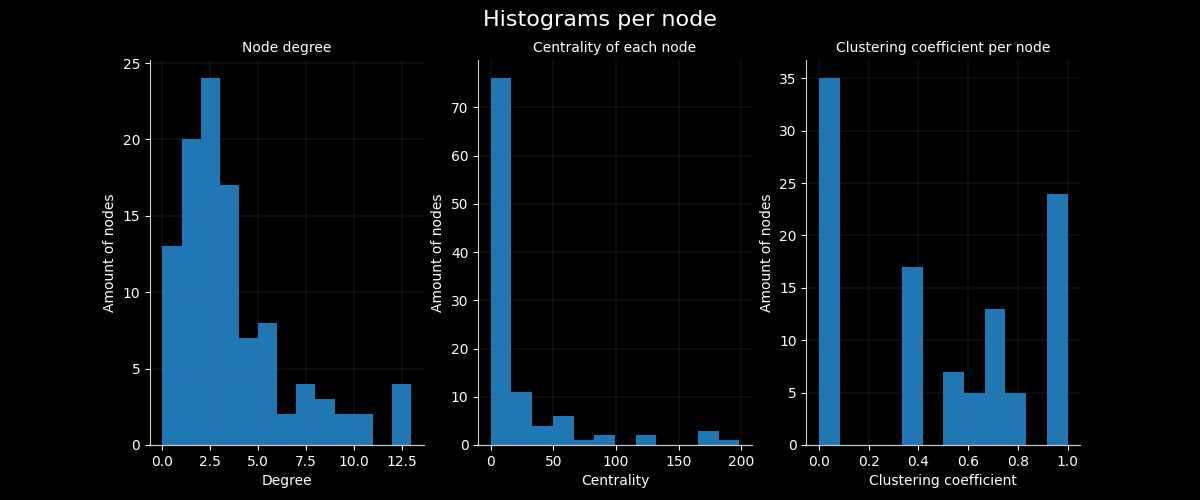 Histograms per node
Node degree
25
20
15
10
5
0
Amount of nodes
0.0 2.5 5.0 7.5 10.0 12.5
Degree
Centrality of each node
70
60
50
40
30
20
10
0
Amount of nodes
0 50 100 150 200
Centrality
Clustering coefficient per node
35
30
25
20
15
10
5
0
Amount of nodes
0.0 0.2 0.4 0.6 0.8 1.0
Clustering coefficient